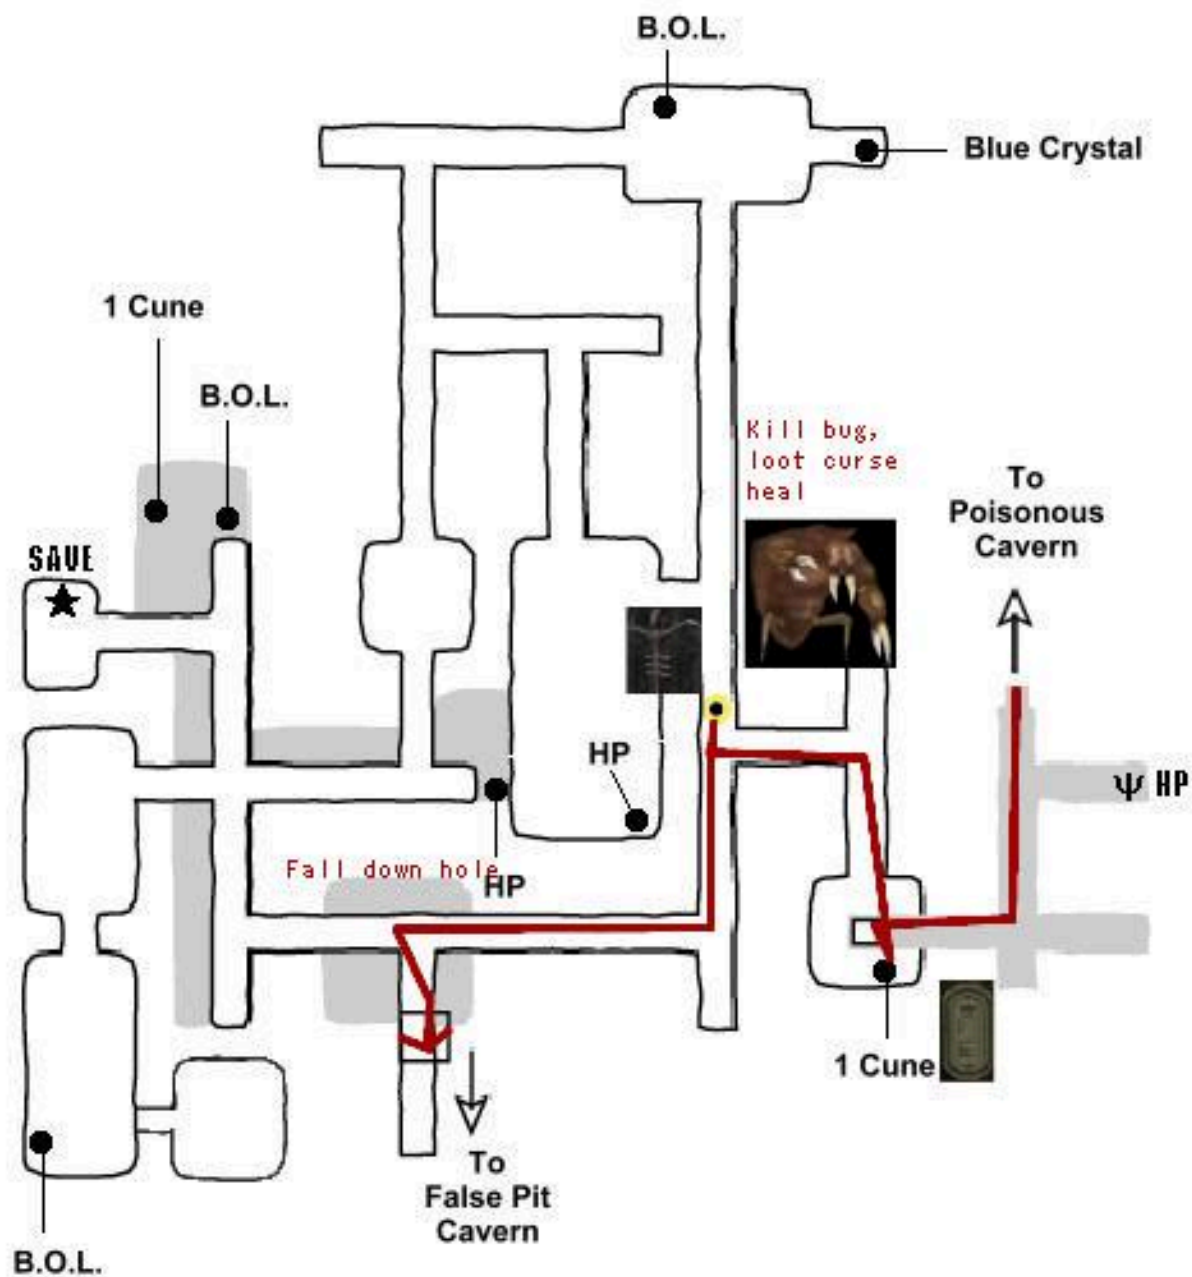 B.O.L.
Blue Crystal
1 Cune
B.O.L.
Kill bug,
loot curse
heal
To
Poisonous
Cavern
SAVE
HP
Ψ HP
Fall down hole
HP
1 Cune
To
False Pit
Cavern
B.O.L.